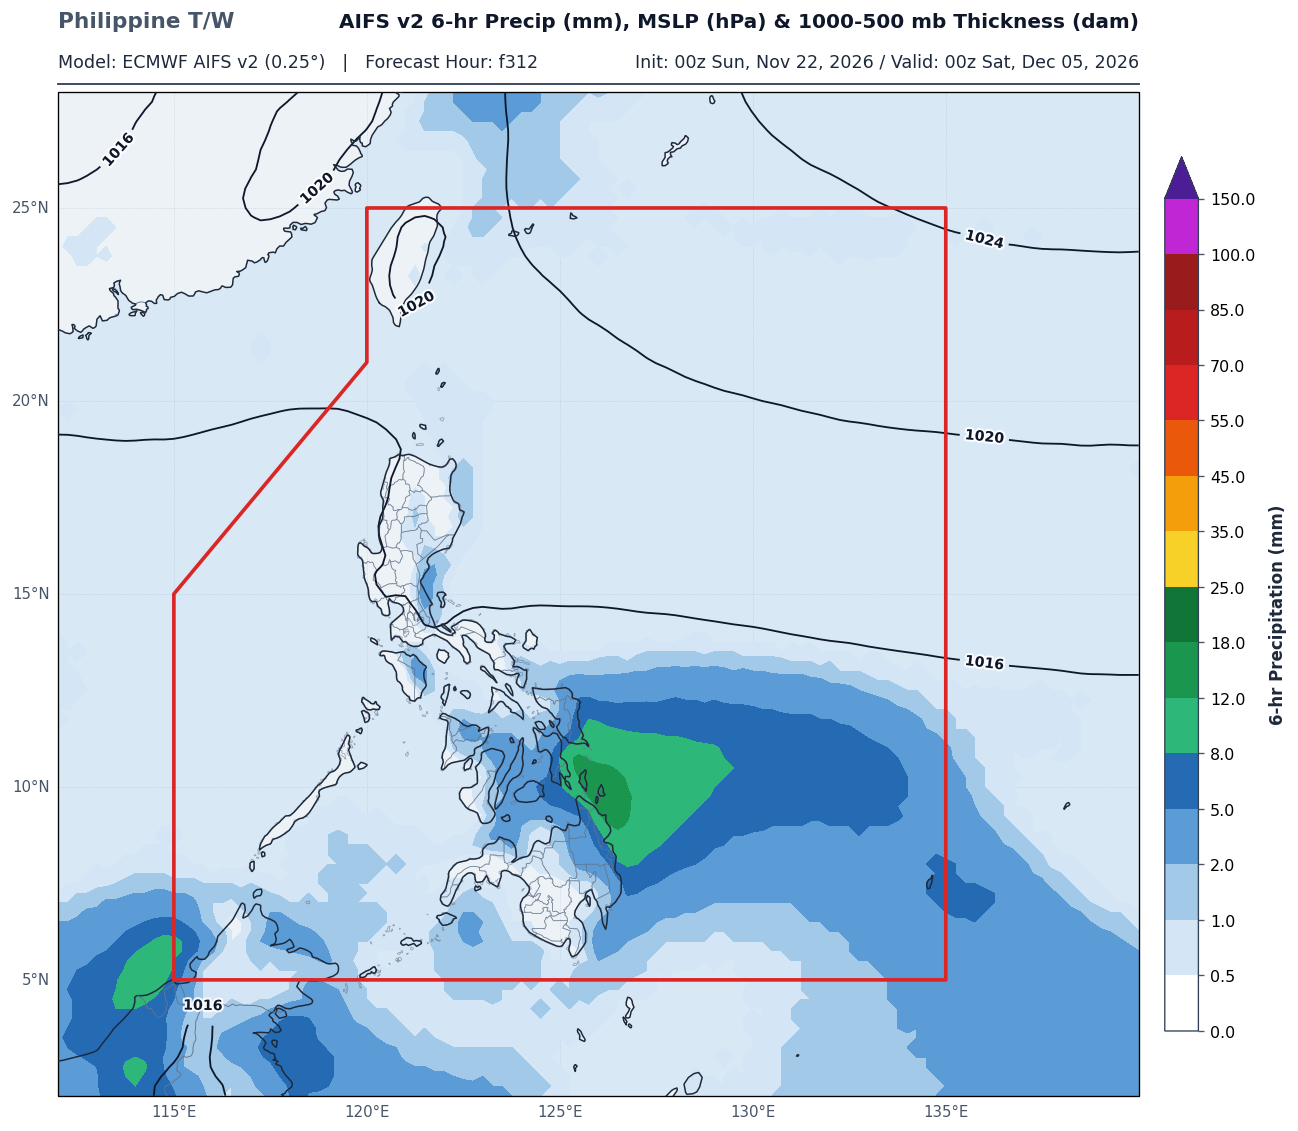 Philippine T/W
AIFS v2 6-hr Precip (mm), MSLP (hPa) & 1000-500 mb Thickness (dam)
Model: ECMWF AIFS v2 (0.25°) | Forecast Hour: f312
Init: 00z Sun, Nov 22, 2026 / Valid: 00z Sat, Dec 05, 2026
1016
1020
1020
1024
1020
1016
1016
25°N
20°N
15°N
10°N
5°N
115°E
120°E
125°E
130°E
135°E
150.0
100.0
85.0
70.0
55.0
45.0
35.0
25.0
18.0
12.0
8.0
5.0
2.0
1.0
0.5
0.0
6-hr Precipitation (mm)